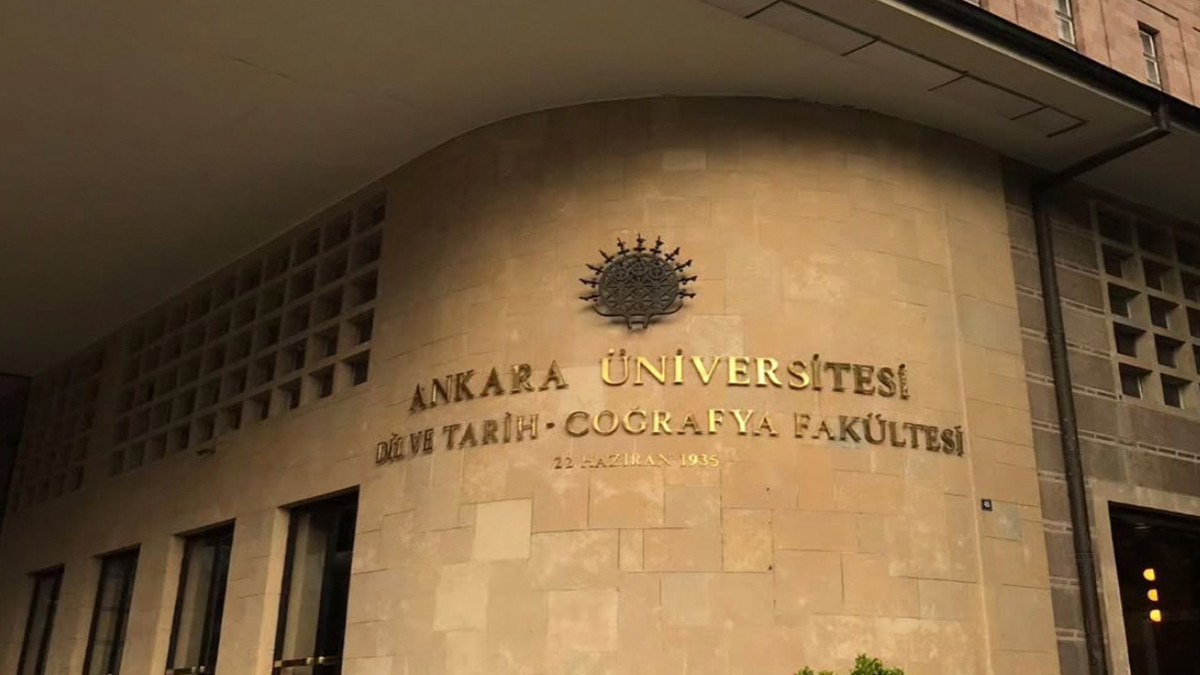 ANKARA ÜNİVERSİTESİ
DİL VE TARİH - COĞRAFYA FAKÜLTESİ
22 HAZİRAN 1935